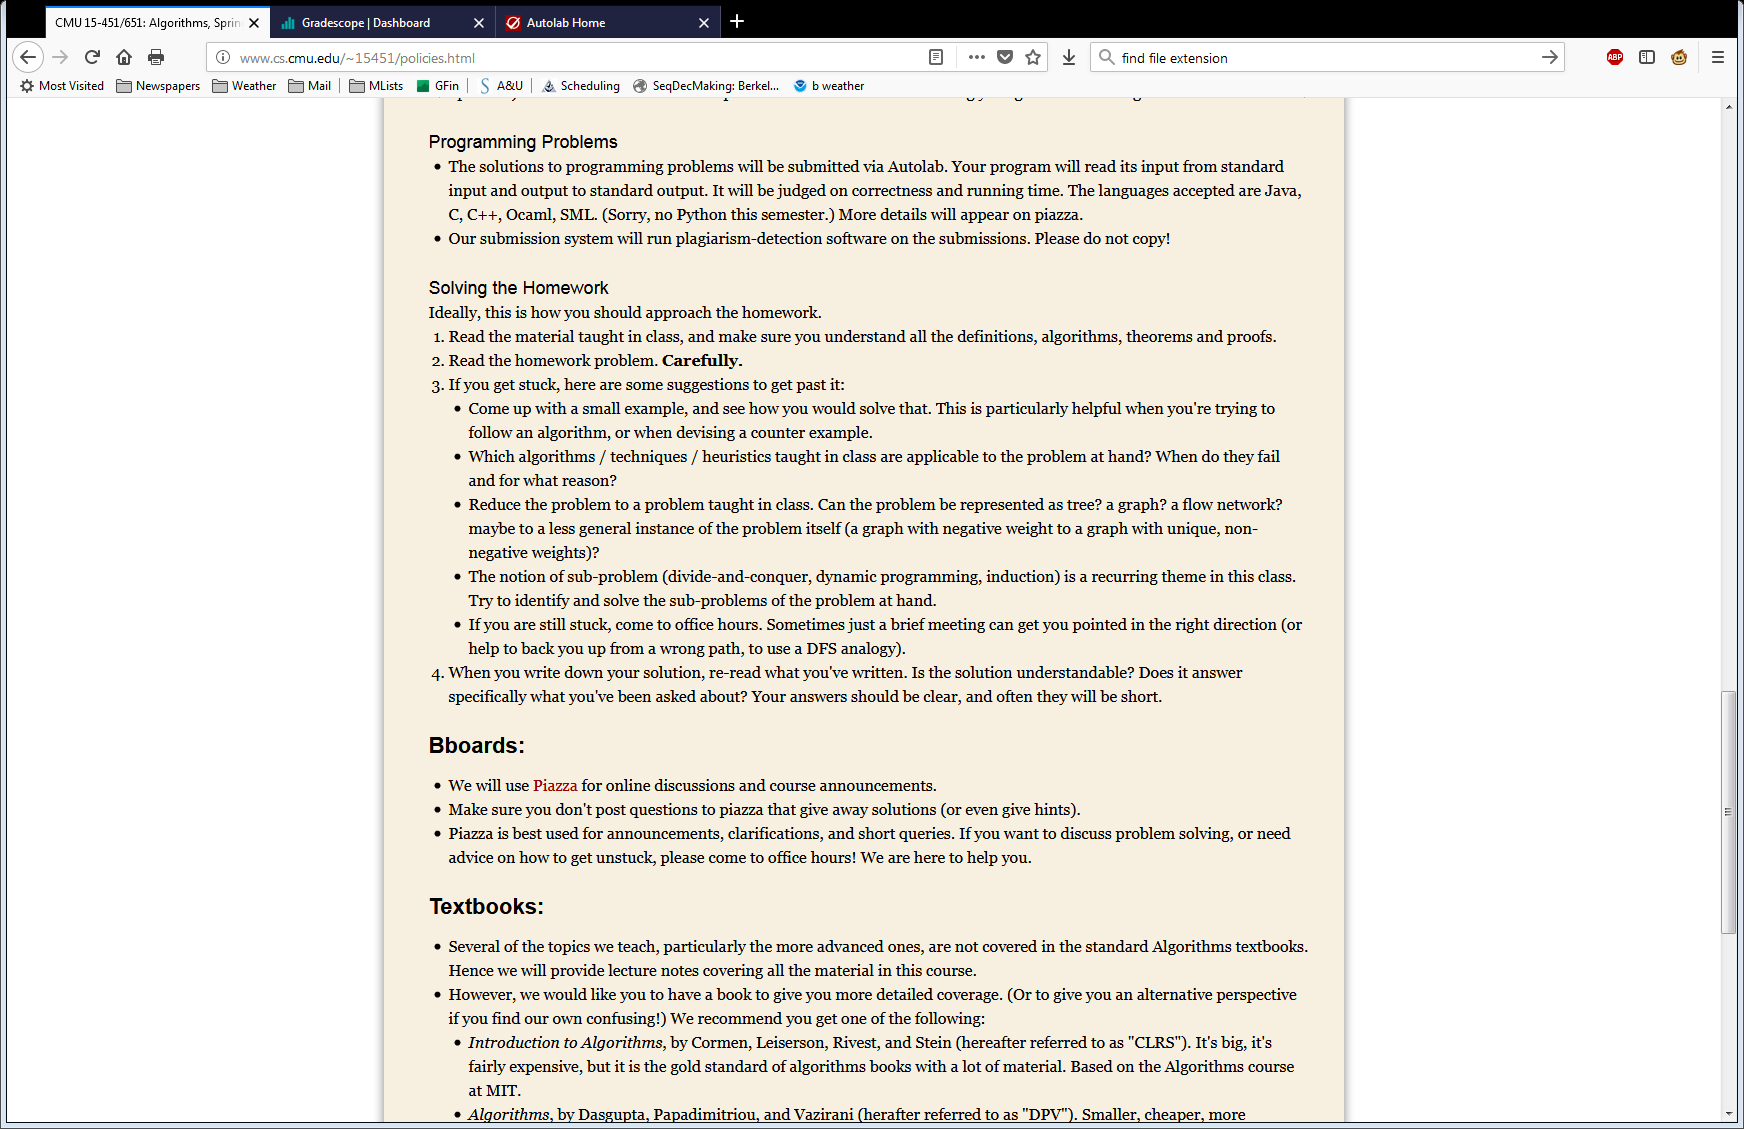 CMU 15-451/651: Algorithms, Sprin
Gradescope | Dashboard
Autolab Home
www.cs.cmu.edu/~15451/policies.html
find file extension
ABP
Most Visited
Newspapers
Weather
Mail
MLists
GFin
A&U
Scheduling
SeqDecMaking: Berkel...
b weather
Programming Problems
• The solutions to programming problems will be submitted via Autolab. Your program will read its input from standard
input and output to standard output. It will be judged on correctness and running time. The languages accepted are Java,
C, C++, Ocaml, SML. (Sorry, no Python this semester.) More details will appear on piazza.
• Our submission system will run plagiarism-detection software on the submissions. Please do not copy!
Solving the Homework
Ideally, this is how you should approach the homework.
1. Read the material taught in class, and make sure you understand all the definitions, algorithms, theorems and proofs.
2. Read the homework problem. Carefully.
3. If you get stuck, here are some suggestions to get past it:
• Come up with a small example, and see how you would solve that. This is particularly helpful when you're trying to
follow an algorithm, or when devising a counter example.
• Which algorithms / techniques / heuristics taught in class are applicable to the problem at hand? When do they fail
and for what reason?
• Reduce the problem to a problem taught in class. Can the problem be represented as tree? a graph? a flow network?
maybe to a less general instance of the problem itself (a graph with negative weight to a graph with unique, non-
negative weights)?
• The notion of sub-problem (divide-and-conquer, dynamic programming, induction) is a recurring theme in this class.
Try to identify and solve the sub-problems of the problem at hand.
• If you are still stuck, come to office hours. Sometimes just a brief meeting can get you pointed in the right direction (or
help to back you up from a wrong path, to use a DFS analogy).
4. When you write down your solution, re-read what you've written. Is the solution understandable? Does it answer
specifically what you've been asked about? Your answers should be clear, and often they will be short.
Bboards:
• We will use Piazza for online discussions and course announcements.
• Make sure you don't post questions to piazza that give away solutions (or even give hints).
• Piazza is best used for announcements, clarifications, and short queries. If you want to discuss problem solving, or need
advice on how to get unstuck, please come to office hours! We are here to help you.
Textbooks:
• Several of the topics we teach, particularly the more advanced ones, are not covered in the standard Algorithms textbooks.
Hence we will provide lecture notes covering all the material in this course.
• However, we would like you to have a book to give you more detailed coverage. (Or to give you an alternative perspective
if you find our own confusing!) We recommend you get one of the following:
• Introduction to Algorithms, by Cormen, Leiserson, Rivest, and Stein (hereafter referred to as "CLRS"). It's big, it's
fairly expensive, but it is the gold standard of algorithms books with a lot of material. Based on the Algorithms course
at MIT.
• Algorithms, by Dasgupta, Papadimitriou, and Vazirani (herafter referred to as "DPV"). Smaller, cheaper, more